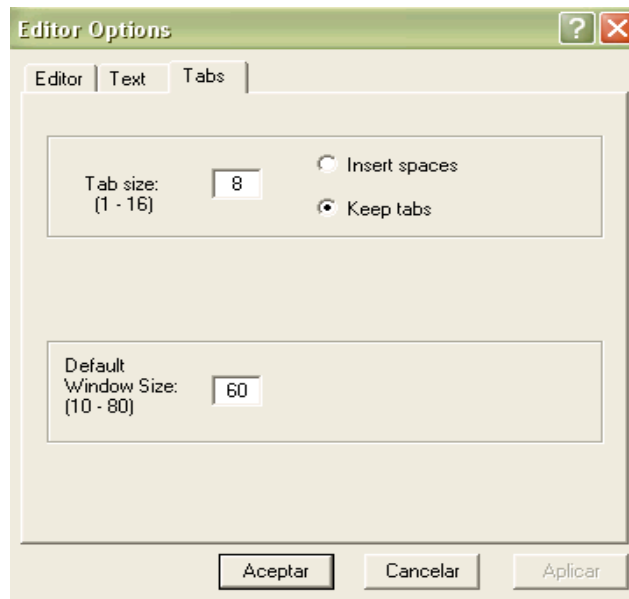 Editor Options
Editor Text Tabs
Tab size:
(1 - 16)
8
Insert spaces
Keep tabs
Default
Window Size:
(10 - 80)
60
Aceptar Cancelar Aplicar